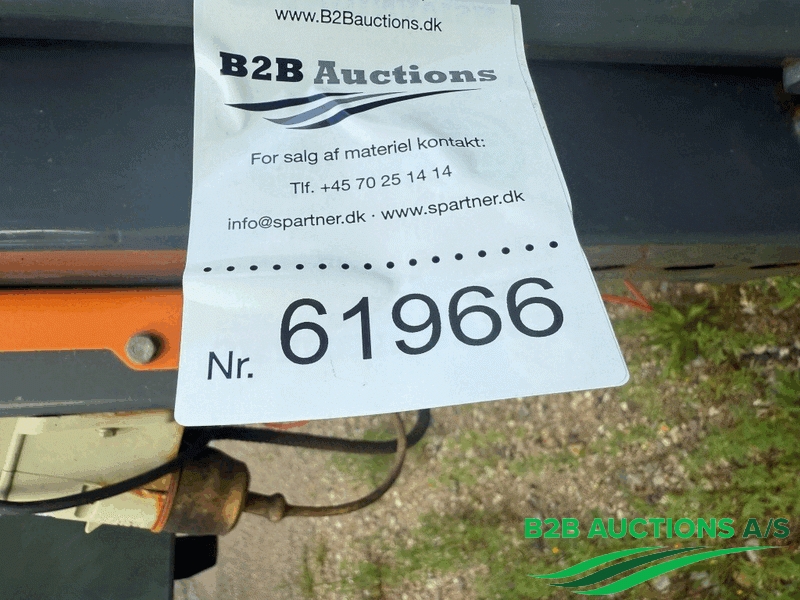 www.B2Bauctions.dk
B2B Auctions
For salg af materiel kontakt:
Tlf. +45 70 25 14 14
info@spartner.dk · www.spartner.dk
Nr. 61966
B2B AUCTIONS A/S